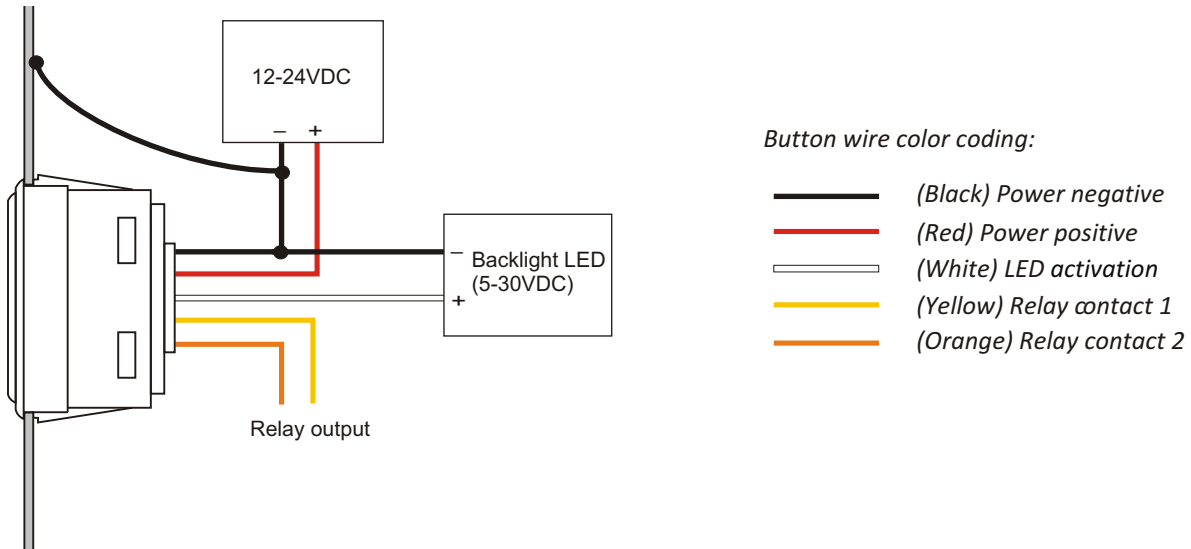 12-24VDC
– +
– Backlight LED
(5-30VDC)
+
Relay output
Button wire color coding:
(Black) Power negative
(Red) Power positive
(White) LED activation
(Yellow) Relay contact 1
(Orange) Relay contact 2